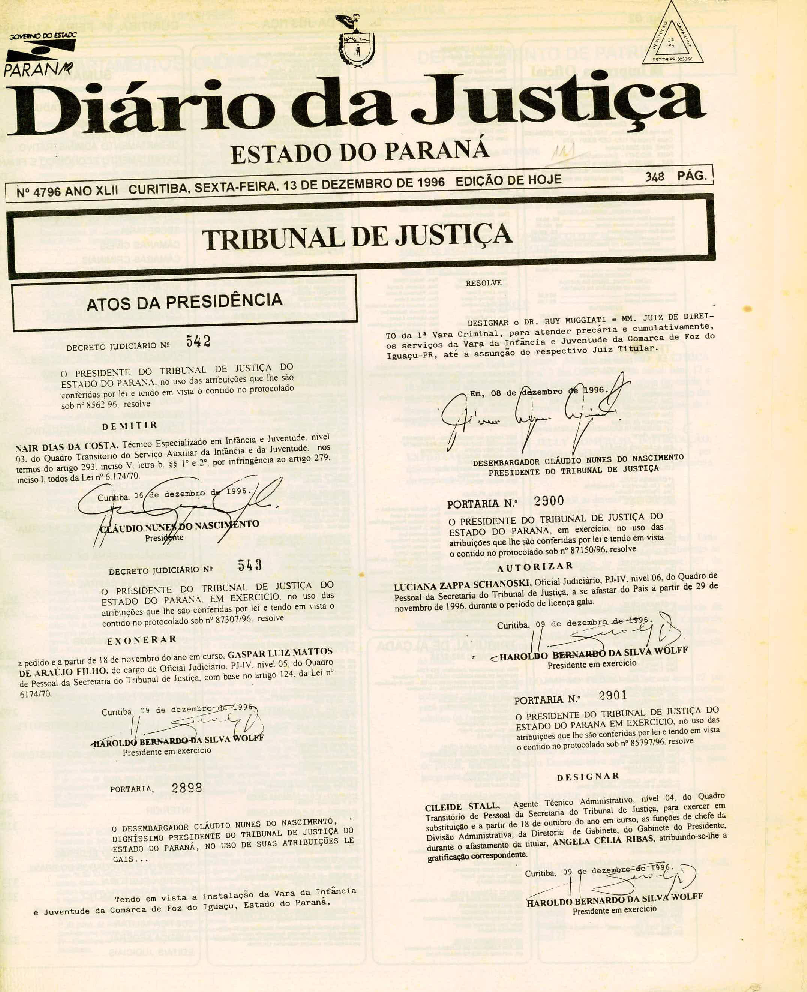 GOVERNO DO ESTADO
PARANÁ
Diário da Justiça
ESTADO DO PARANÁ
Nº 4796 ANO XLII CURITIBA, SEXTA-FEIRA, 13 DE DEZEMBRO DE 1996 EDIÇÃO DE HOJE 348 PÁG.
TRIBUNAL DE JUSTIÇA
ATOS DA PRESIDÊNCIA
DECRETO JUDICIÁRIO Nº 542
O PRESIDENTE DO TRIBUNAL DE JUSTIÇA DO
ESTADO DO PARANÁ, no uso das atribuições que lhe são
conferidas por lei e tendo em vista o contido no protocolado
sob nº 8562/96, resolve
DEMITIR
NAIR DIAS DA COSTA, Técnico Especializado em Infância e Juventude, nível
03, do Quadro Transitório do Serviço Auxiliar da Infância e da Juventude, nos
termos do artigo 293, inciso V, letra b, §§ 1º e 2º, por infringência ao artigo 279,
inciso I, todos da Lei nº 6.174/70.
Curitiba, 06 de dezembro de 1996.
CLÁUDIO NUNES DO NASCIMENTO
Presidente
DECRETO JUDICIÁRIO Nº 543
O PRESIDENTE DO TRIBUNAL DE JUSTIÇA DO
ESTADO DO PARANÁ, EM EXERCÍCIO, no uso das
atribuições que lhe são conferidas por lei e tendo em vista o
contido no protocolado sob nº 87307/96, resolve
EXONERAR
a pedido e a partir de 18 de novembro do ano em curso, GASPAR LUIZ MATTOS
DE ARAÚJO FILHO, do cargo de Oficial Judiciário, PJ-IV, nível 05, do Quadro
de Pessoal da Secretaria do Tribunal de Justiça, com base no artigo 124, da Lei nº
6174/70.
Curitiba, 09 de dezembro de 1996
HAROLDO BERNARDO DA SILVA WOLFF
Presidente em exercício
PORTARIA, 2898
O DESEMBARGADOR CLÁUDIO NUNES DO NASCIMENTO,
DIGNÍSSIMO PRESIDENTE DO TRIBUNAL DE JUSTIÇA DO
ESTADO DO PARANÁ, NO USO DE SUAS ATRIBUIÇÕES LE
GAIS...
Tendo em vista a instalação da Vara da Infância
e Juventude da Comarca de Foz do Iguaçu, Estado do Paraná.
RESOLVE
DESIGNAR o DR. RUY MUGGIATI e MM. JUIZ DE DIREI-
TO da 1ª Vara Criminal, para atender precária e cumulativamente,
os serviços da Vara da Infância e Juventude da Comarca de Foz do
Iguaçu-PR, até a assunção do respectivo Juiz Titular.
Em, 08 de dezembro de 1996.
DESEMBARGADOR CLÁUDIO NUNES DO NASCIMENTO
PRESIDENTE DO TRIBUNAL DE JUSTIÇA
PORTARIA N.º 2900
O PRESIDENTE DO TRIBUNAL DE JUSTIÇA DO
ESTADO DO PARANÁ, em exercício, no uso das
atribuições que lhe são conferidas por lei e tendo em vista
o contido no protocolado sob nº 87150/96, resolve
AUTORIZAR
LUCIANA ZAPPA SCHANOSKI, Oficial Judiciário, PJ-IV, nível 06, do Quadro de
Pessoal da Secretaria do Tribunal de Justiça, a se afastar do País a partir de 29 de
novembro de 1996, durante o período de licença gala.
Curitiba, 09 de dezembro de 1996.
HAROLDO BERNARDO DA SILVA WOLFF
Presidente em exercício
PORTARIA N.º 2901
O PRESIDENTE DO TRIBUNAL DE JUSTIÇA DO
ESTADO DO PARANÁ EM EXERCÍCIO, no uso das
atribuições que lhe são conferidas por lei e tendo em vista
o contido no protocolado sob nº 85797/96, resolve
DESIGNAR
CILEIDE STALL, Agente Técnico Administrativo, nível 04, do Quadro
Transitório de Pessoal da Secretaria do Tribunal de Justiça, para exercer em
substituição e a partir de 18 de outubro do ano em curso, as funções de chefe da
Divisão Administrativa, da Diretoria de Gabinete, do Gabinete do Presidente,
durante o afastamento da titular, ANGELA CÉLIA RIBAS, atribuindo-se-lhe a
gratificação correspondente.
Curitiba, 09 de dezembro de 1996.
HAROLDO BERNARDO DA SILVA WOLFF
Presidente em exercício